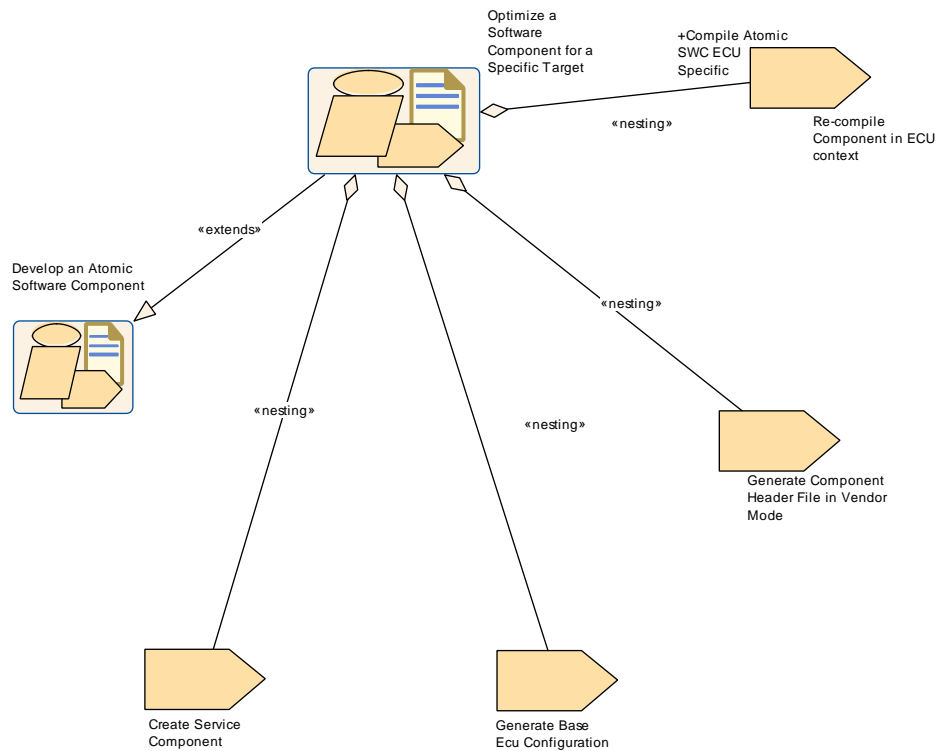 Optimize a
Software
Component for a
Specific Target
+Compile Atomic
SWC ECU
Specific
«nesting»
Re-compile
Component in ECU
context
«extends»
Develop an Atomic
Software Component
«nesting»
«nesting»
«nesting»
Generate Component
Header File in Vendor
Mode
Create Service
Component
Generate Base
Ecu Configuration